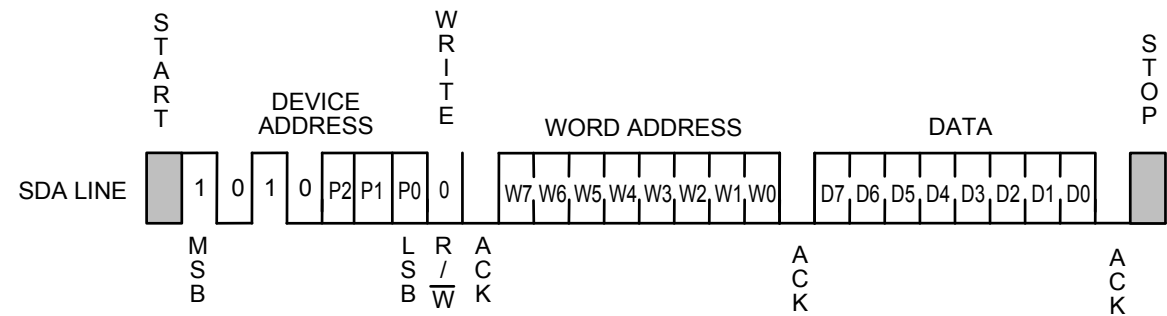 START
WRITE
STOP
DEVICE
ADDRESS
WORD ADDRESS
DATA
SDA LINE
1 0 1 0 P2 P1 P0 0 W7 W6 W5 W4 W3 W2 W1 W0 D7 D6 D5 D4 D3 D2 D1 D0
MSB
LSB
R/W̅
ACK
ACK
ACK